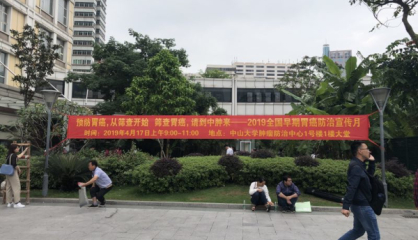 掀动胃癌,从筛查开始 筛查胃癌,请到中肿来——2019全国早期胃癌防治宣传月
时间:2019年4月17日上午9:00-11:00 地点:中山大学肿瘤防治中心1号楼1楼大堂